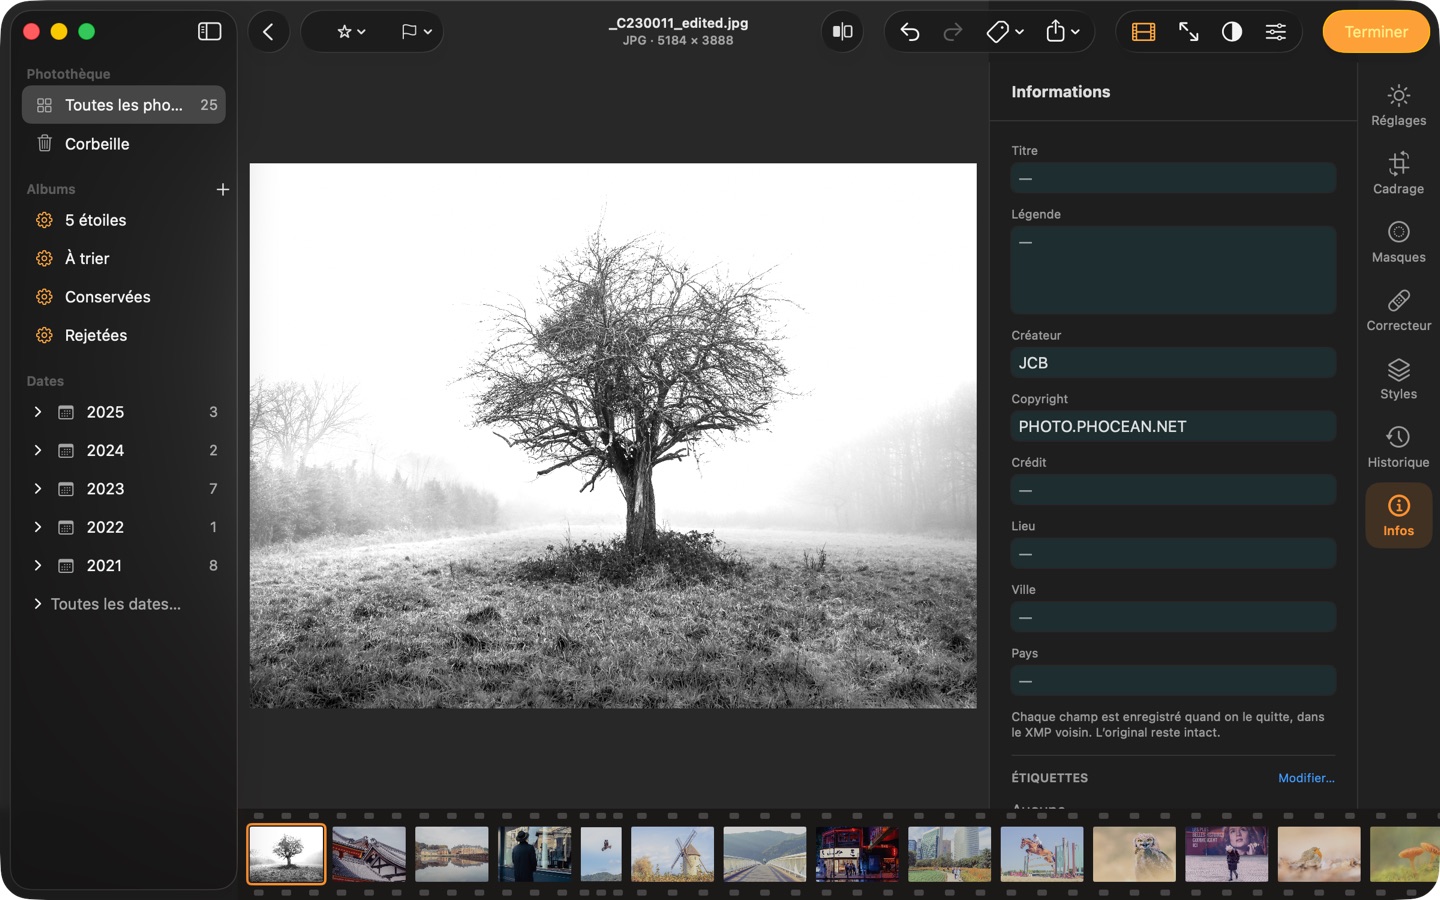 _C230011_edited.jpg
JPG · 5184 × 3888
Terminer
Photothèque
Toutes les pho... 25
Corbeille
Albums
5 étoiles
À trier
Conservées
Rejetées
Dates
2025 3
2024 2
2023 7
2022 1
2021 8
Toutes les dates...
Informations
Titre
—
Légende
—
Créateur
JCB
Copyright
PHOTO.PHOCEAN.NET
Crédit
—
Lieu
—
Ville
—
Pays
—
Chaque champ est enregistré quand on le quitte, dans
le XMP voisin. L’original reste intact.
ÉTIQUETTES Modifier...
Réglages
Cadrage
Masques
Correcteur
Styles
Historique
Infos